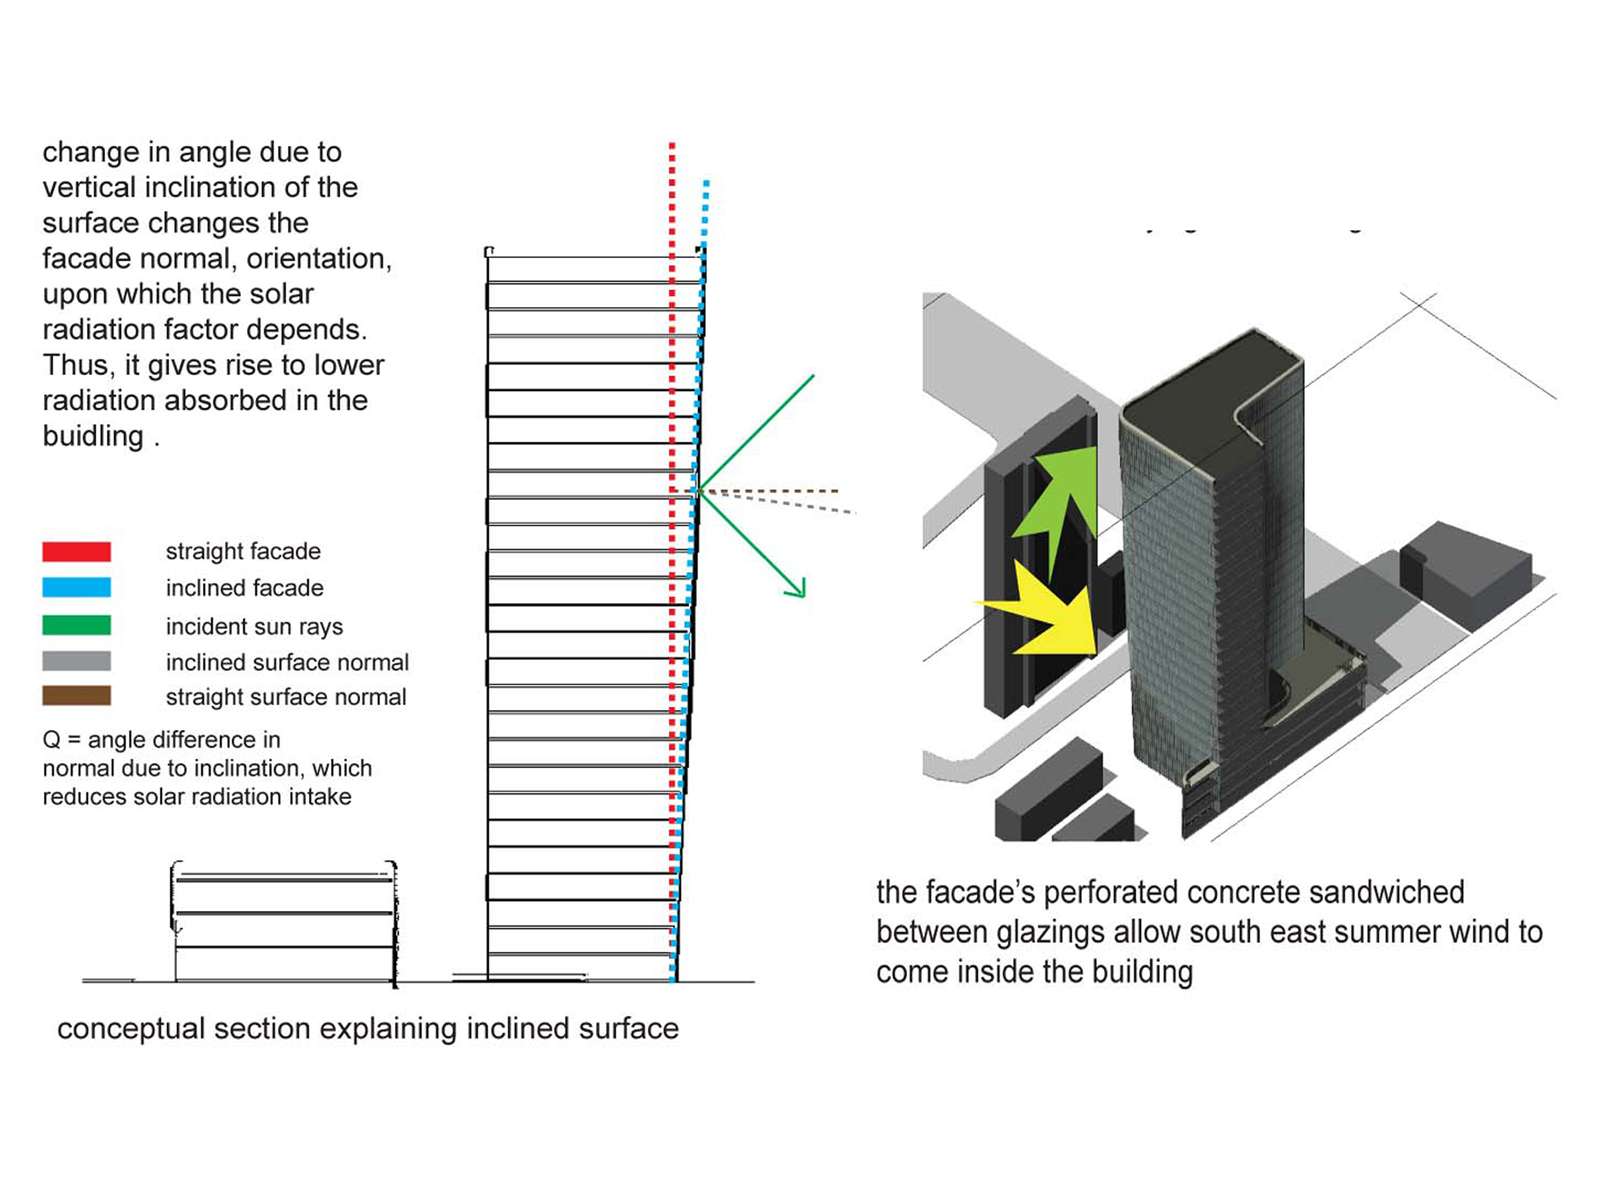 change in angle due to
vertical inclination of the
surface changes the
facade normal, orientation,
upon which the solar
radiation factor depends.
Thus, it gives rise to lower
radiation absorbed in the
buidling .
straight facade
inclined facade
incident sun rays
inclined surface normal
straight surface normal
Q = angle difference in
normal due to inclination, which
reduces solar radiation intake
conceptual section explaining inclined surface
the facade’s perforated concrete sandwiched
between glazings allow south east summer wind to
come inside the building